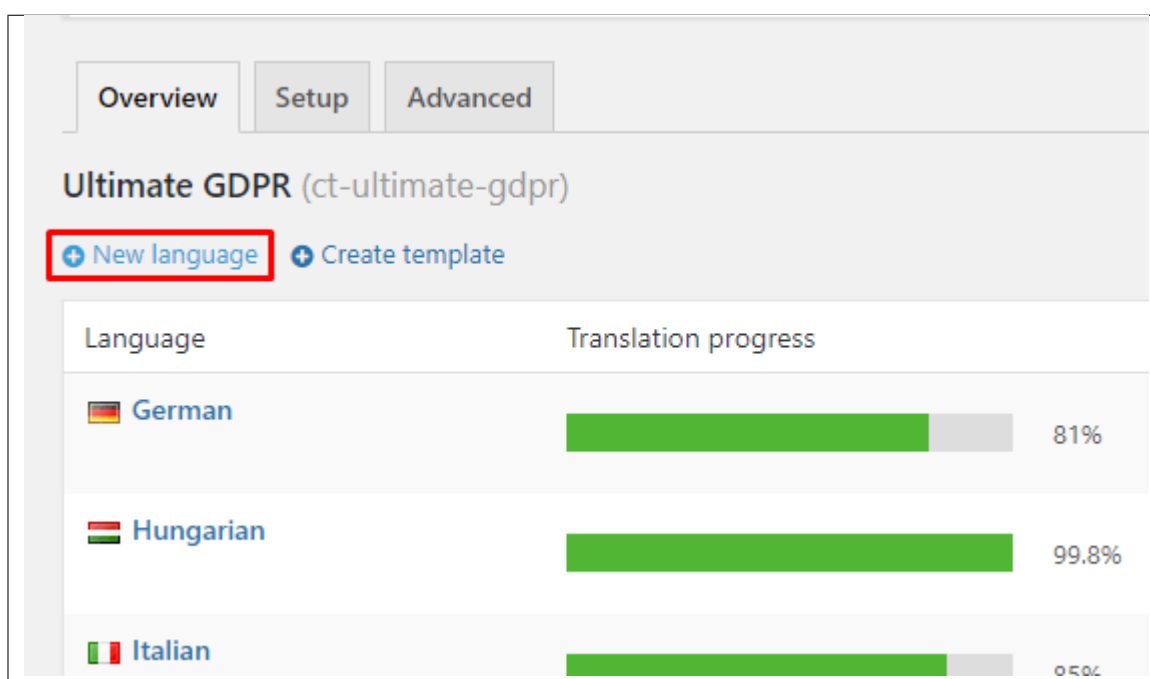 Overview Setup Advanced
Ultimate GDPR (ct-ultimate-gdpr)
New language Create template
Language Translation progress
German 81%
Hungarian 99.8%
Italian 85%